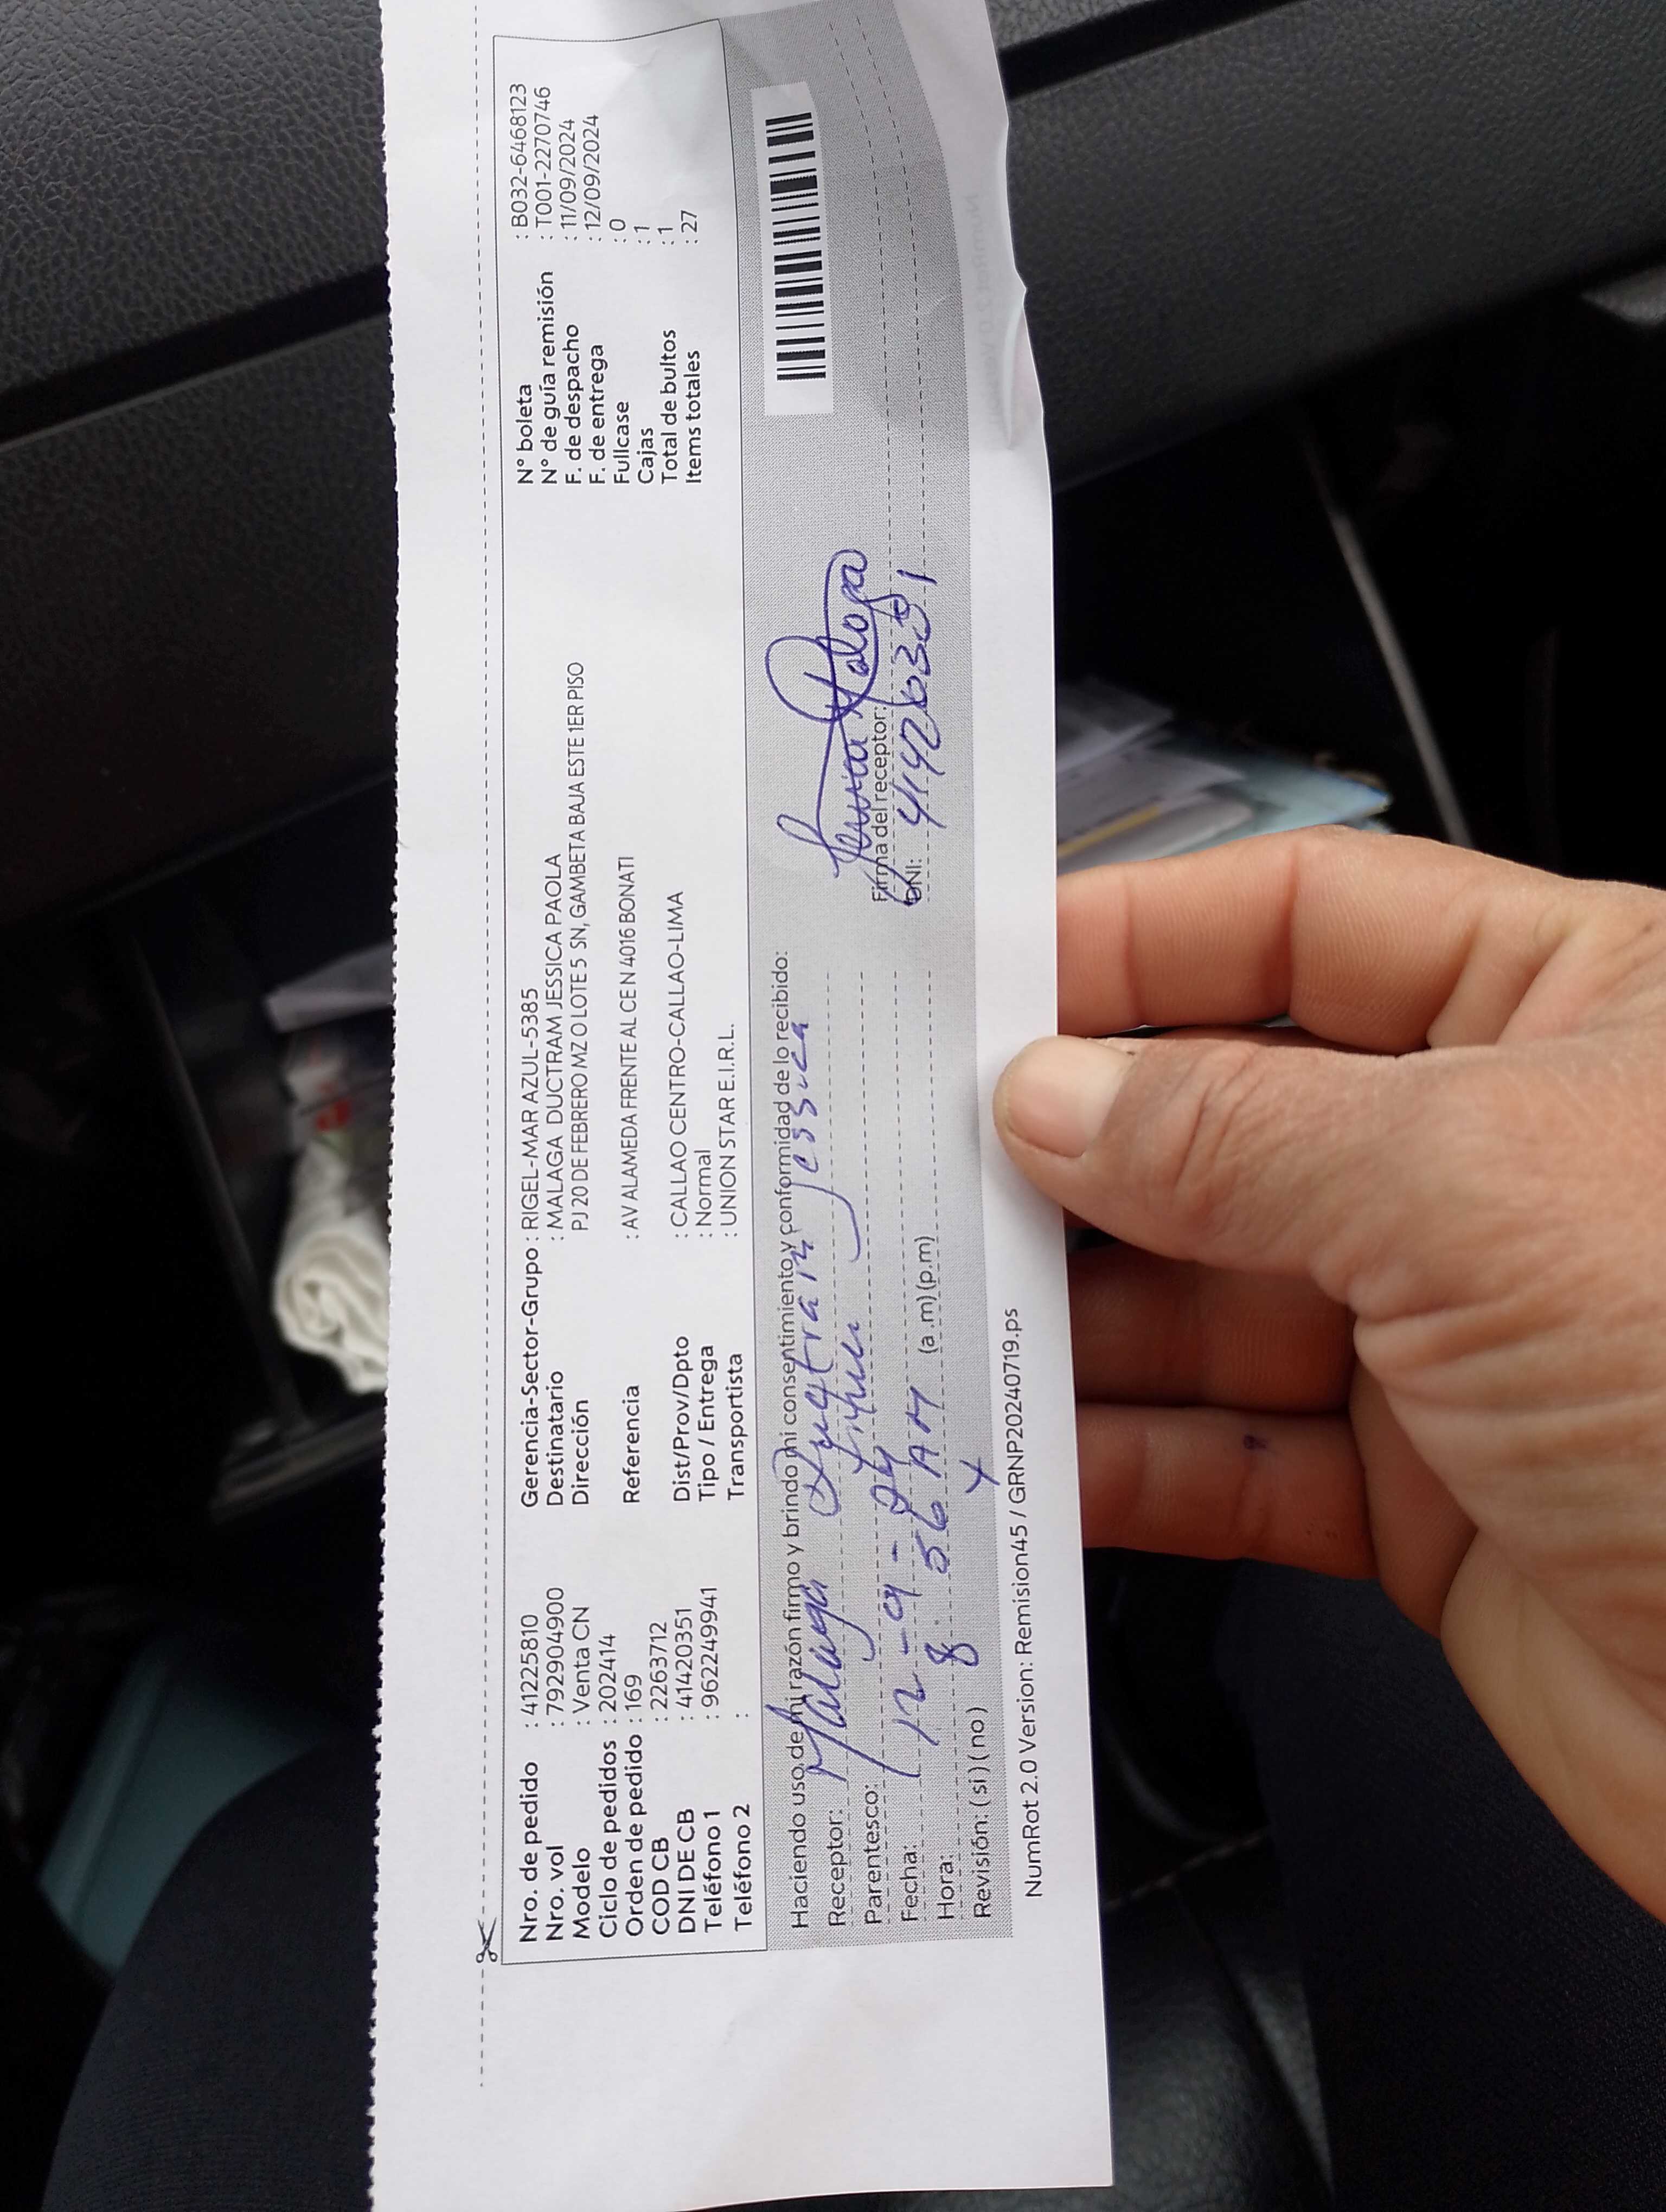 Nro. de pedido : 41225810 Gerencia-Sector-Grupo : RIGEL-MAR AZUL-5385 N° boleta : B032-6468123
Nro. vol : 792904900 Destinatario : MALAGA DUCTRAM JESSICA PAOLA N° de guía remisión : T001-2270746
Modelo : Venta CN Dirección PJ 20 DE FEBRERO MZ O LOTE 5 SN, GAMBETA BAJA ESTE 1ER PISO F. de despacho : 11/09/2024
Ciclo de pedidos : 202414 F. de entrega : 12/09/2024
Orden de pedido : 169 Referencia : AV ALAMEDA FRENTE AL CEN 4016 BONATI Fullcase : 0
COD CB : 2263712 Cajas : 1
DNI DE CB : 41420351 Dist/Prov/Dpto : CALLAO CENTRO-CALLAO-LIMA Total de bultos : 1
Teléfono 1 : 962249941 Tipo / Entrega : Normal Items totales : 27
Teléfono 2 : Transportista : UNION STAR E.I.R.L.
Haciendo uso de mi razón firmo y brindo mi consentimiento y conformidad de lo recibido:
Receptor: Malaga Ductram Jessica
Parentesco: Firma del receptor:
Fecha: 12-9-24 DNI:
Hora: 8:56 AM (a.m) (p.m)
Revisión: ( si ) ( no ) X
NumRot 2.0 Version: Remision45 / GRNP20240719.ps